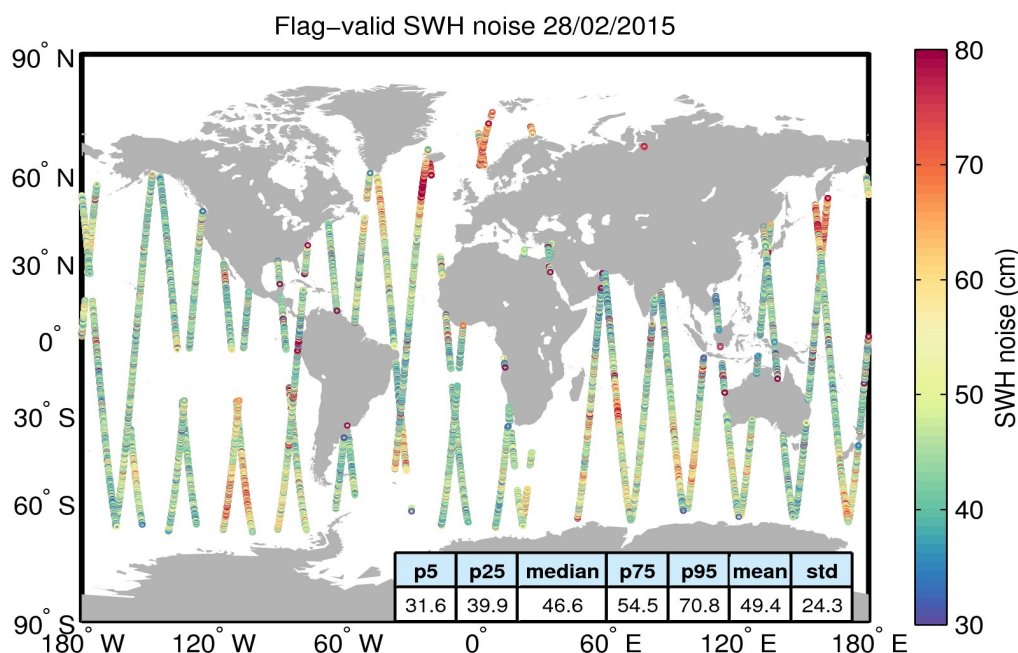 Flag−valid SWH noise 28/02/2015
90° N
60° N
30° N
0°
30° S
60° S
90° S
180° W
120° W
60° W
0°
60° E
120° E
180° E
80
70
60
50
40
30
SWH noise (cm)
p5 p25 median p75 p95 mean std
31.6 39.9 46.6 54.5 70.8 49.4 24.3